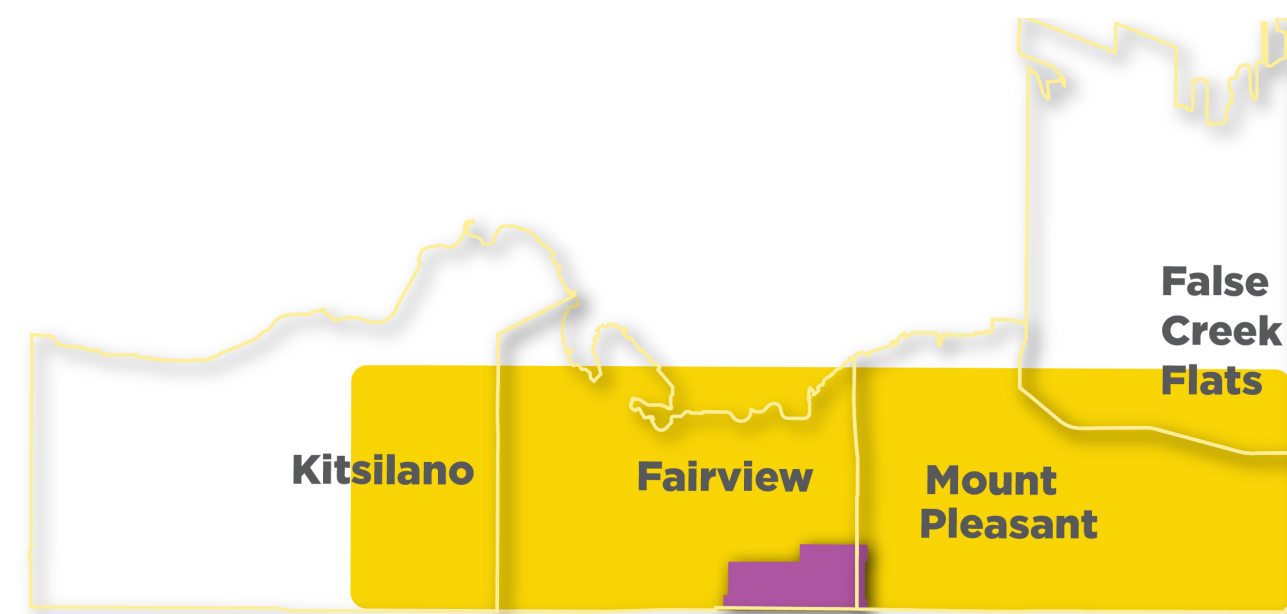 False
Creek
Flats
Kitsilano
Fairview
Mount
Pleasant